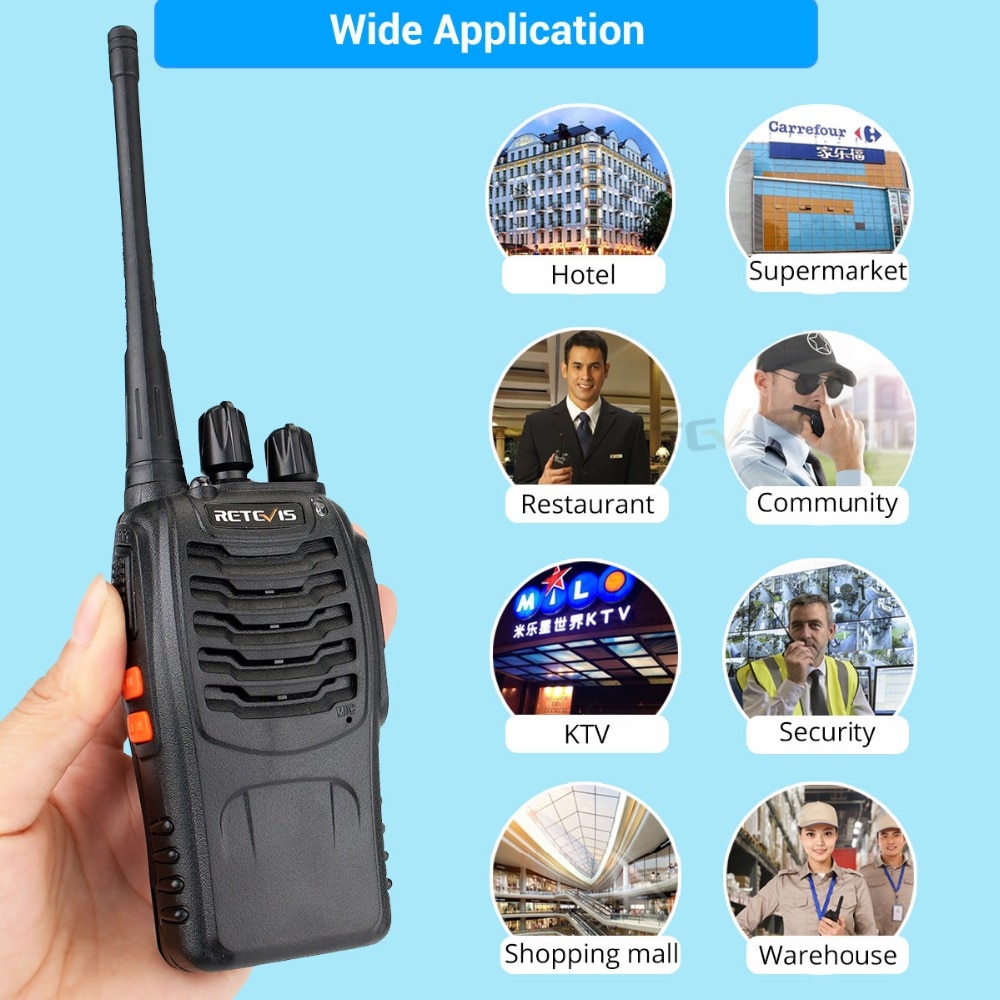 Wide Application
Carrefour
家乐福
Hotel
Supermarket
Restaurant
Community
RETEVIS
MIC
MILO
米乐星世界KTV
KTV
Security
Shopping mall
Warehouse